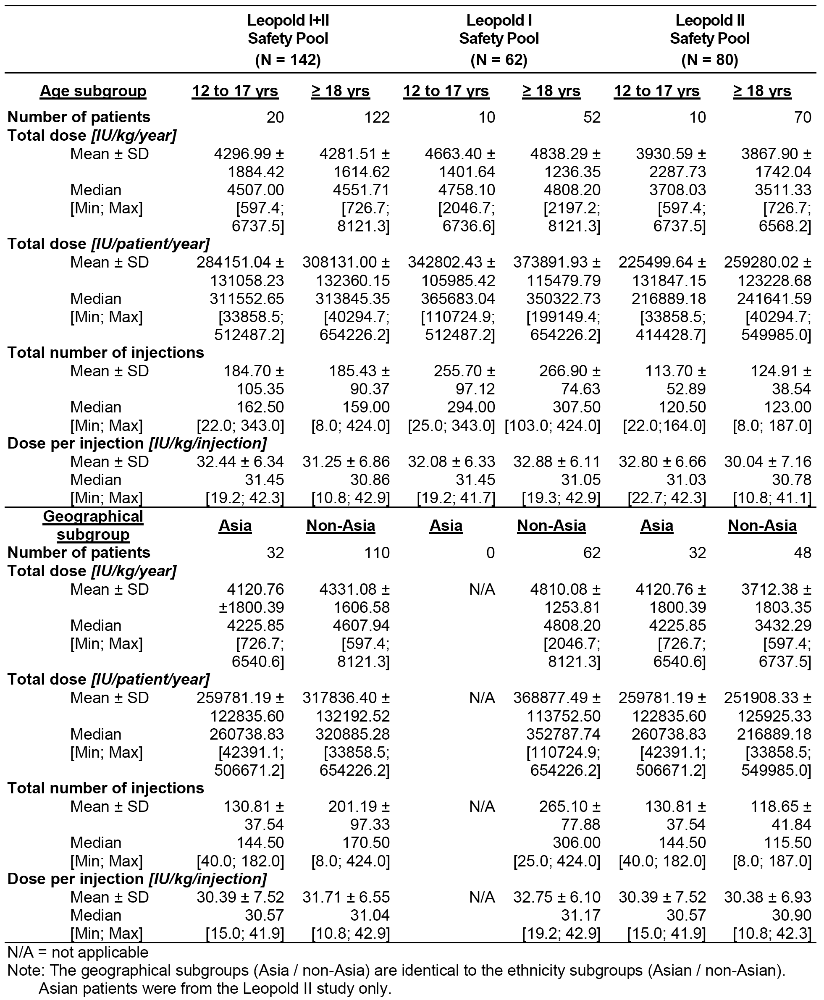 Leopold I+II Leopold I Leopold II
Safety Pool Safety Pool Safety Pool
(N = 142) (N = 62) (N = 80)
Age subgroup 12 to 17 yrs ≥ 18 yrs 12 to 17 yrs ≥ 18 yrs 12 to 17 yrs ≥ 18 yrs
Number of patients 20 122 10 52 10 70
Total dose [IU/kg/year]
Mean ± SD 4296.99 ± 4281.51 ± 4663.40 ± 4838.29 ± 3930.59 ± 3867.90 ±
1884.42 1614.62 1401.64 1236.35 2287.73 1742.04
Median 4507.00 4551.71 4758.10 4808.20 3708.03 3511.33
[Min; Max] [597.4; [726.7; [2046.7; [2197.2; [597.4; [726.7;
6737.5] 8121.3] 6736.6] 8121.3] 6737.5] 6568.2]
Total dose [IU/patient/year]
Mean ± SD 284151.04 ± 308131.00 ± 342802.43 ± 373891.93 ± 225499.64 ± 259280.02 ±
131058.23 132360.15 105985.42 115479.79 131847.15 123228.68
Median 311552.65 313845.35 365683.04 350322.73 216889.18 241641.59
[Min; Max] [33858.5; [40294.7; [110724.9; [199149.4; [33858.5; [40294.7;
512487.2] 654226.2] 512487.2] 654226.2] 414428.7] 549985.0]
Total number of injections
Mean ± SD 184.70 ± 185.43 ± 255.70 ± 266.90 ± 113.70 ± 124.91 ±
105.35 90.37 97.12 74.63 52.89 38.54
Median 162.50 159.00 294.00 307.50 120.50 123.00
[Min; Max] [22.0; 343.0] [8.0; 424.0] [25.0; 343.0] [103.0; 424.0] [22.0;164.0] [8.0; 187.0]
Dose per injection [IU/kg/injection]
Mean ± SD 32.44 ± 6.34 31.25 ± 6.86 32.08 ± 6.33 32.88 ± 6.11 32.80 ± 6.66 30.04 ± 7.16
Median 31.45 30.86 31.45 31.05 31.03 30.78
[Min; Max] [19.2; 42.3] [10.8; 42.9] [19.2; 41.7] [19.3; 42.9] [22.7; 42.3] [10.8; 41.1]
Geographical
subgroup Asia Non-Asia Asia Non-Asia Asia Non-Asia
Number of patients 32 110 0 62 32 48
Total dose [IU/kg/year]
Mean ± SD 4120.76 4331.08 ± N/A 4810.08 ± 4120.76 ± 3712.38 ±
±1800.39 1606.58 1253.81 1800.39 1803.35
Median 4225.85 4607.94 4808.20 4225.85 3432.29
[Min; Max] [726.7; [597.4; [2046.7; [726.7; [597.4;
6540.6] 8121.3] 8121.3] 6540.6] 6737.5]
Total dose [IU/patient/year]
Mean ± SD 259781.19 ± 317836.40 ± N/A 368877.49 ± 259781.19 ± 251908.33 ±
122835.60 132192.52 113752.50 122835.60 125925.33
Median 260738.83 320885.28 352787.74 260738.83 216889.18
[Min; Max] [42391.1; [33858.5; [110724.9; [42391.1; [33858.5;
506671.2] 654226.2] 654226.2] 506671.2] 549985.0]
Total number of injections
Mean ± SD 130.81 ± 201.19 ± N/A 265.10 ± 130.81 ± 118.65 ±
37.54 97.33 77.88 37.54 41.84
Median 144.50 170.50 306.00 144.50 115.50
[Min; Max] [40.0; 182.0] [8.0; 424.0] [25.0; 424.0] [40.0; 182.0] [8.0; 187.0]
Dose per injection [IU/kg/injection]
Mean ± SD 30.39 ± 7.52 31.71 ± 6.55 N/A 32.75 ± 6.10 30.39 ± 7.52 30.38 ± 6.93
Median 30.57 31.04 31.17 30.57 30.90
[Min; Max] [15.0; 41.9] [10.8; 42.9] [19.2; 42.9] [15.0; 41.9] [10.8; 42.3]
N/A = not applicable
Note: The geographical subgroups (Asia / non-Asia) are identical to the ethnicity subgroups (Asian / non-Asian).
Asian patients were from the Leopold II study only.